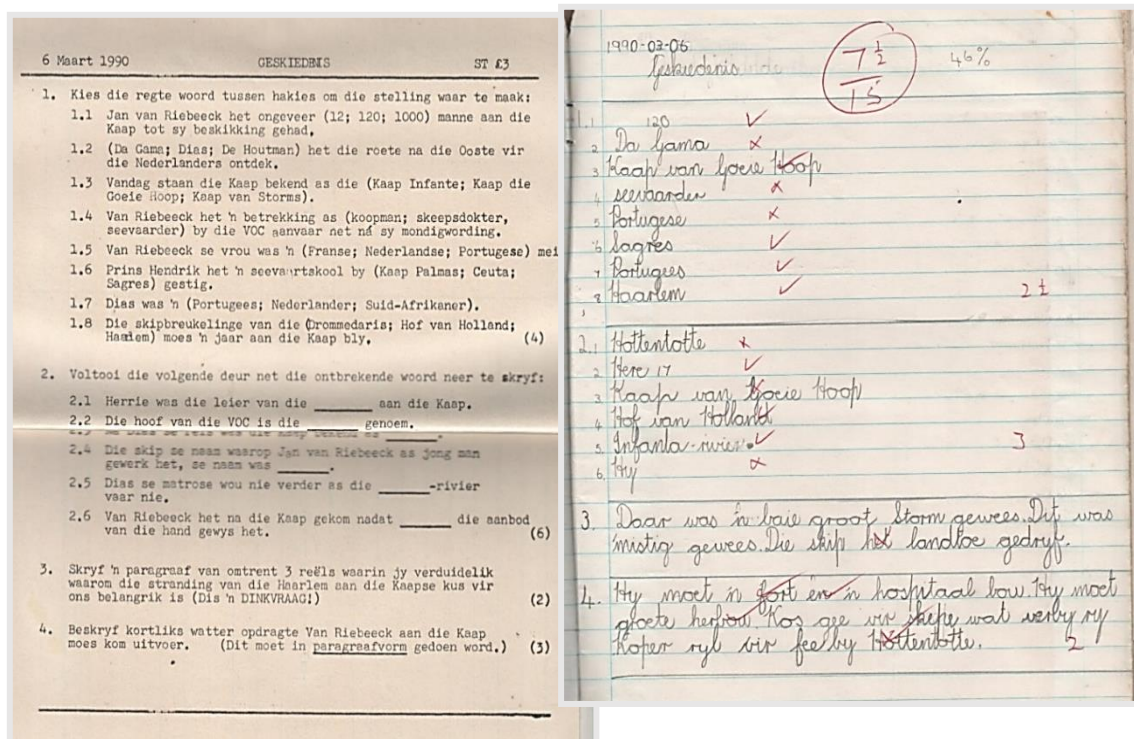 6 Maart 1990 GESKIEDENIS ST £3
1. Kies die regte woord tussen hakies om die stelling waar te maak:
1.1 Jan van Riebeeck het ongeveer (12; 120; 1000) manne aan die
Kaap tot sy beskikking gehad.
1.2 (Da Gama; Dias; De Houtman) het die roete na die Ooste vir
die Nederlanders ontdek.
1.3 Vandag staan die Kaap bekend as die (Kaap Infante; Kaap die
Goeie Hoop; Kaap van Storms).
1.4 Van Riebeeck het 'n betrekking as (koopman; skeepsdokter,
seevaarder) by die VOC aanvaar net ná sy mondigwording.
1.5 Van Riebeeck se vrou was 'n (Franse; Nederlandse; Portugese) mei
1.6 Prins Hendrik het 'n seevaartskool by (Kaap Palmas; Ceuta;
Sagres) gestig.
1.7 Dias was 'n (Portugees; Nederlander; Suid-Afrikaner).
1.8 Die skipbreukelinge van die (Drommedaris; Hof van Holland;
Haarlem) moes 'n jaar aan die Kaap bly. (4)
2. Voltooi die volgende deur net die ontbrekende woord neer te skryf:
2.1 Herrie was die leier van die ______ aan die Kaap.
2.2 Die hoof van die VOC is die ______ genoem.
2.4 Die skip se naam waarop Jan van Riebeeck as jong man
gewerk het, se naam was ______.
2.5 Dias se matrose wou nie verder as die ______-rivier
vaar nie.
2.6 Van Riebeeck het na die Kaap gekom nadat ______ die aanbod
van die hand gewys het. (6)
3. Skryf 'n paragraaf van omtrent 3 reëls waarin jy verduidelik
waarom die stranding van die Haarlem aan die Kaapse kus vir
ons belangrik is (Dis 'n DINKVRAAG!) (2)
4. Beskryf kortliks watter opdragte Van Riebeeck aan die Kaap
moes kom uitvoer. (Dit moet in paragraafvorm gedoen word.) (3)
1990-03-06
Geskiedenis
7 1/2
15
46%
1.1 120
2 Da Gama
3 Kaap van Goeie Hoop
4 seevaarder
5 Portugese
6 Sagres
7 Portugees
8 Haarlem
2.1 Hottentotte
2 Here 17
3 Kaap van Goeie Hoop
4 Hof van Holland
5. Infanta-rivier.
3
6. Hy
3. Daar was 'n baie groot Storm gewees. Dit was
mistig gewees. Die skip het landtoe gedryf.
4. Hy moet 'n fort en 'n hospitaal bou. Hy moet
groete herbou. Kos gee vir skepe wat verby ry
Koper ryl vir fee by Hottentotte. 2